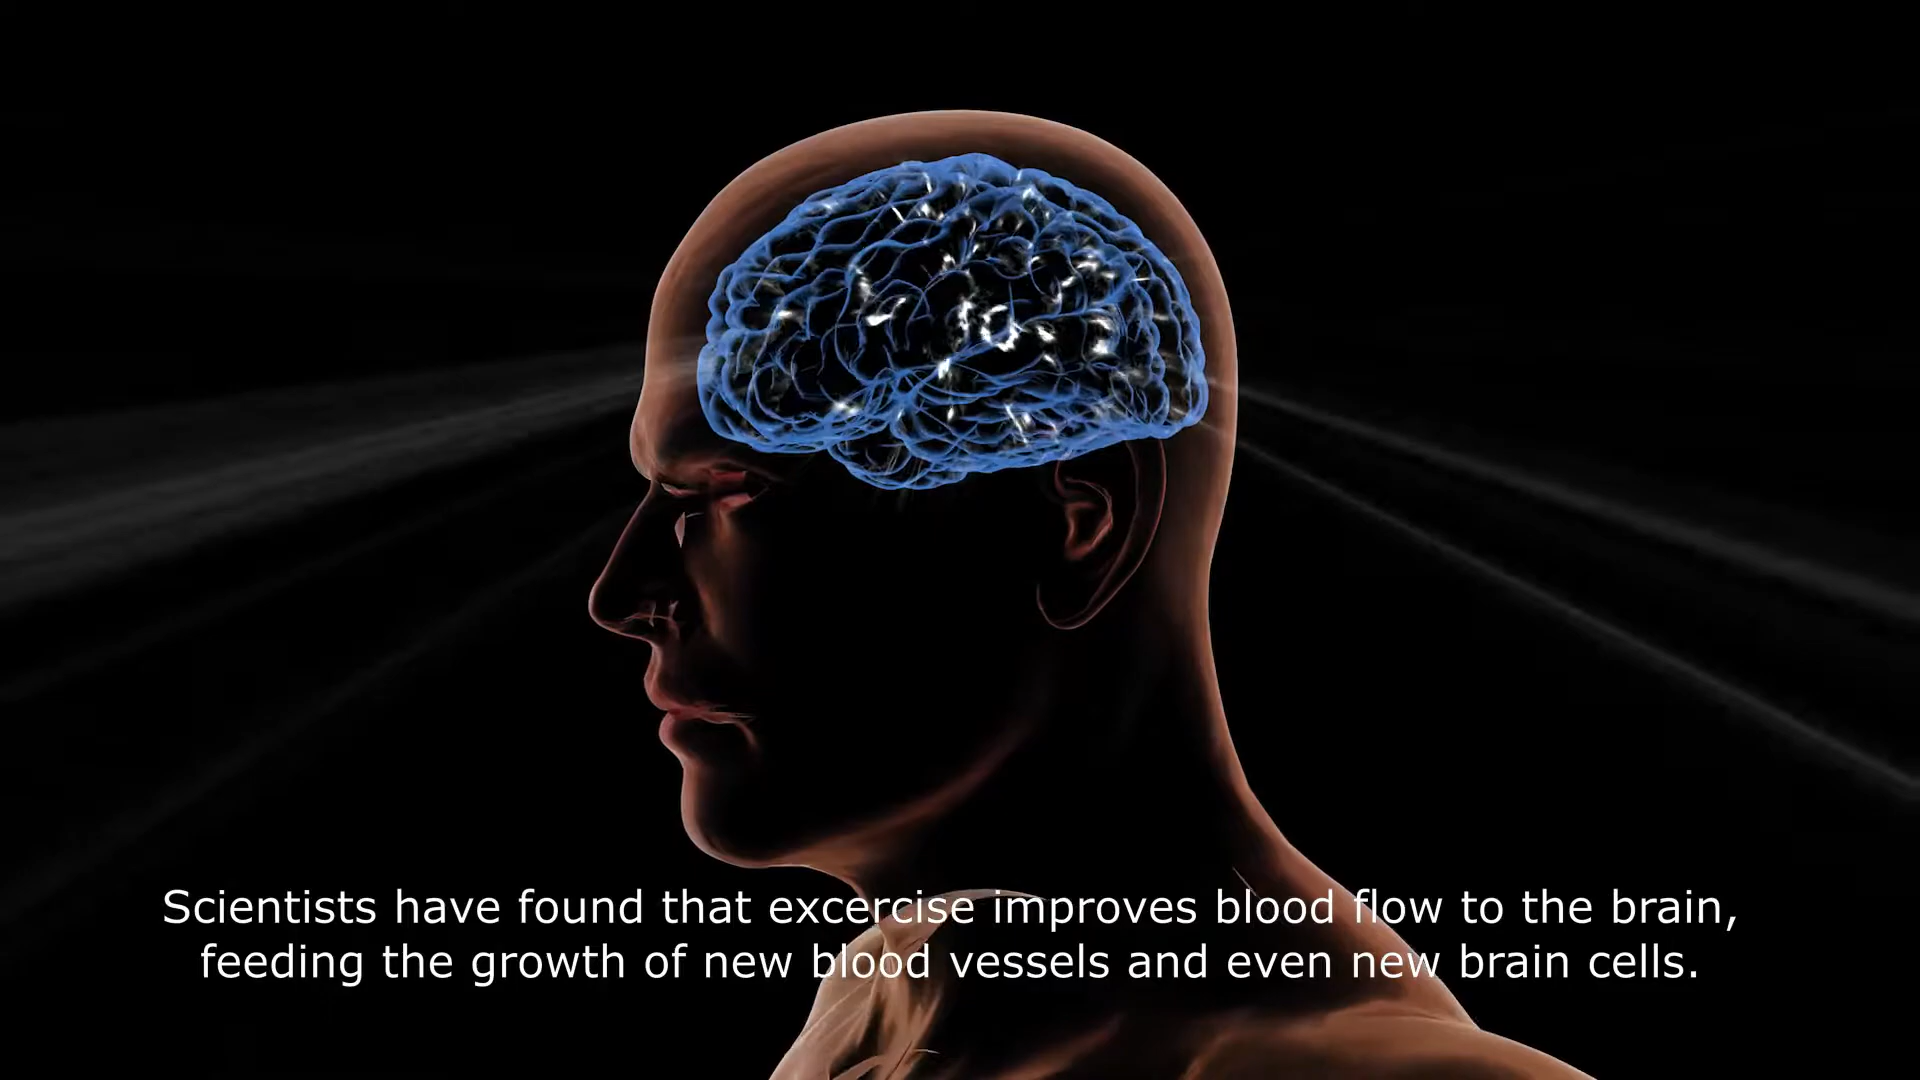 Scientists have found that excercise improves blood flow to the brain,
feeding the growth of new blood vessels and even new brain cells.